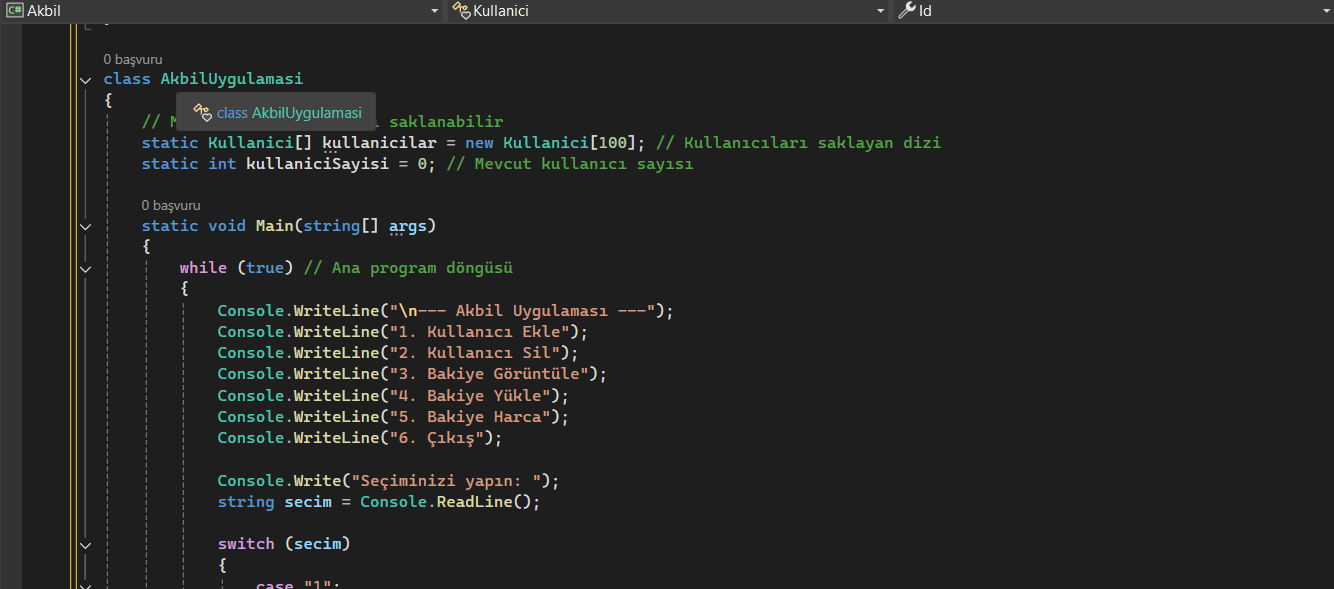 Akbil Kullanici Id
0 başvuru
class AkbilUygulamasi
{
class AkbilUygulamasi
// saklanabilir
static Kullanici[] kullanicilar = new Kullanici[100]; // Kullanıcıları saklayan dizi
static int kullaniciSayisi = 0; // Mevcut kullanıcı sayısı
0 başvuru
static void Main(string[] args)
{
while (true) // Ana program döngüsü
{
Console.WriteLine("\n--- Akbil Uygulaması ---");
Console.WriteLine("1. Kullanıcı Ekle");
Console.WriteLine("2. Kullanıcı Sil");
Console.WriteLine("3. Bakiye Görüntüle");
Console.WriteLine("4. Bakiye Yükle");
Console.WriteLine("5. Bakiye Harca");
Console.WriteLine("6. Çıkış");
Console.Write("Seçiminizi yapın: ");
string secim = Console.ReadLine();
switch (secim)
{
case "1":